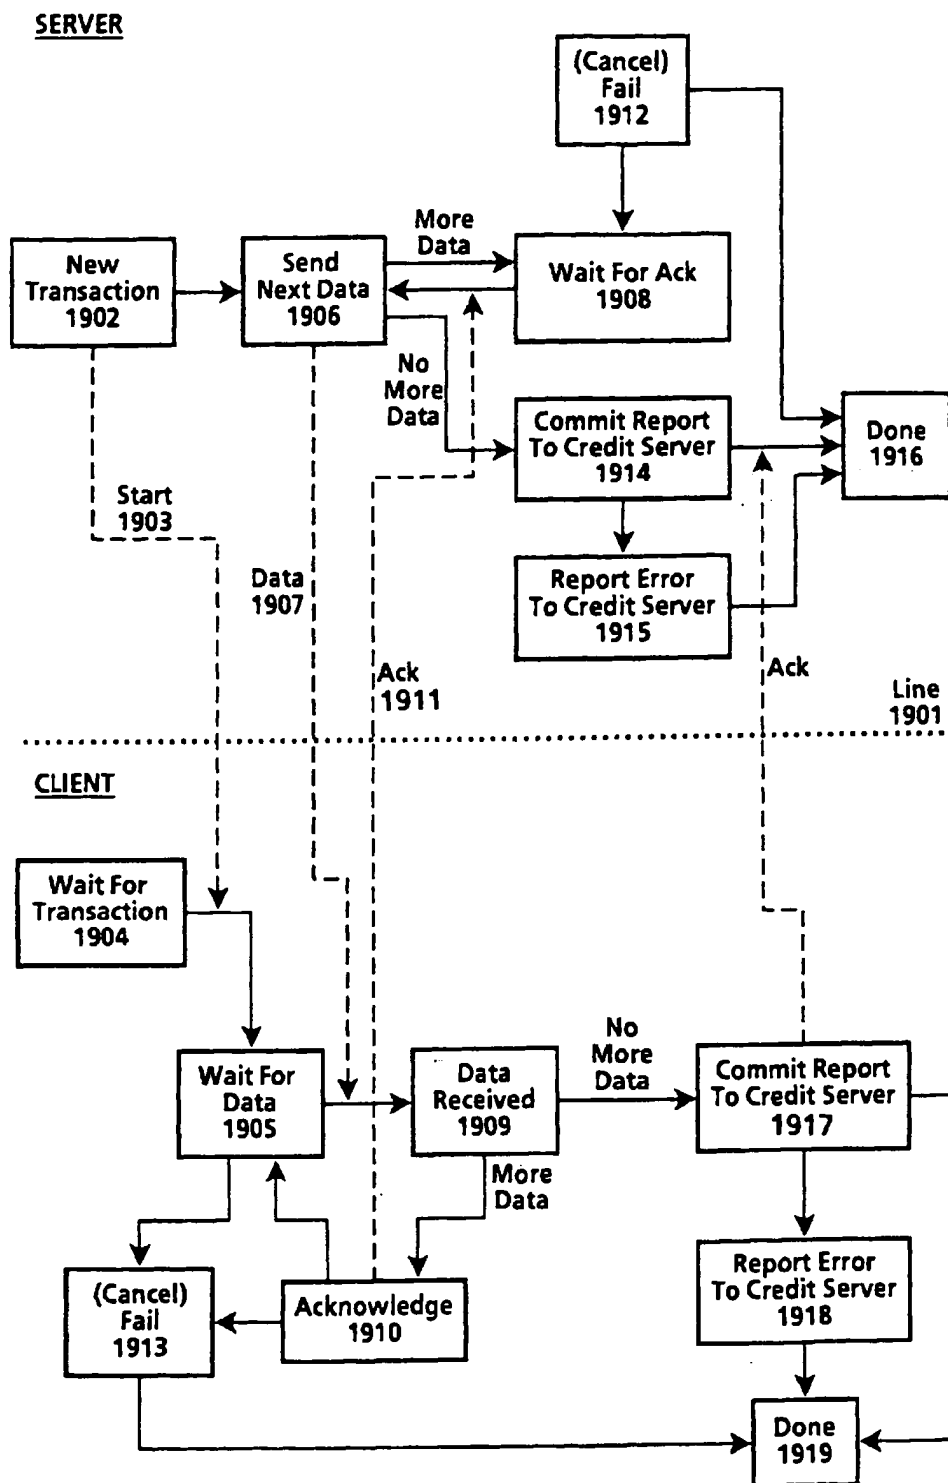 SERVER
(Cancel)
Fail
1912
More
Data
New
Transaction
1902
Send
Next Data
1906
Wait For Ack
1908
No
More
Data
Commit Report
To Credit Server
1914
Done
1916
Start
1903
Data
1907
Report Error
To Credit Server
1915
Ack
1911
Ack
Line
1901
CLIENT
Wait For
Transaction
1904
Wait For
Data
1905
Data
Received
1909
No
More
Data
Commit Report
To Credit Server
1917
More
Data
(Cancel)
Fail
1913
Acknowledge
1910
Report Error
To Credit Server
1918
Done
1919